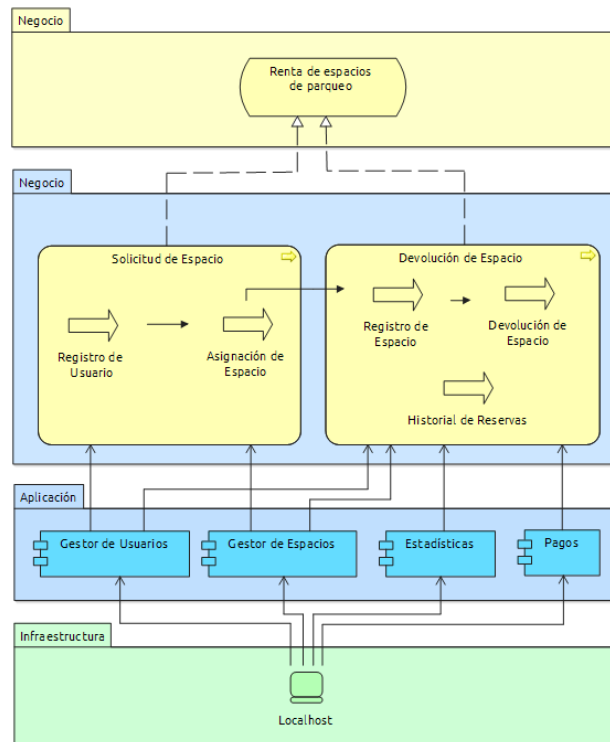 Negocio
Renta de espacios
de parqueo
Negocio
Solicitud de Espacio
Devolución de Espacio
Registro de
Usuario
Asignación de
Espacio
Registro de
Espacio
Devolución de
Espacio
Historial de Reservas
Aplicación
Gestor de Usuarios
Gestor de Espacios
Estadísticas
Pagos
Infraestructura
Localhost